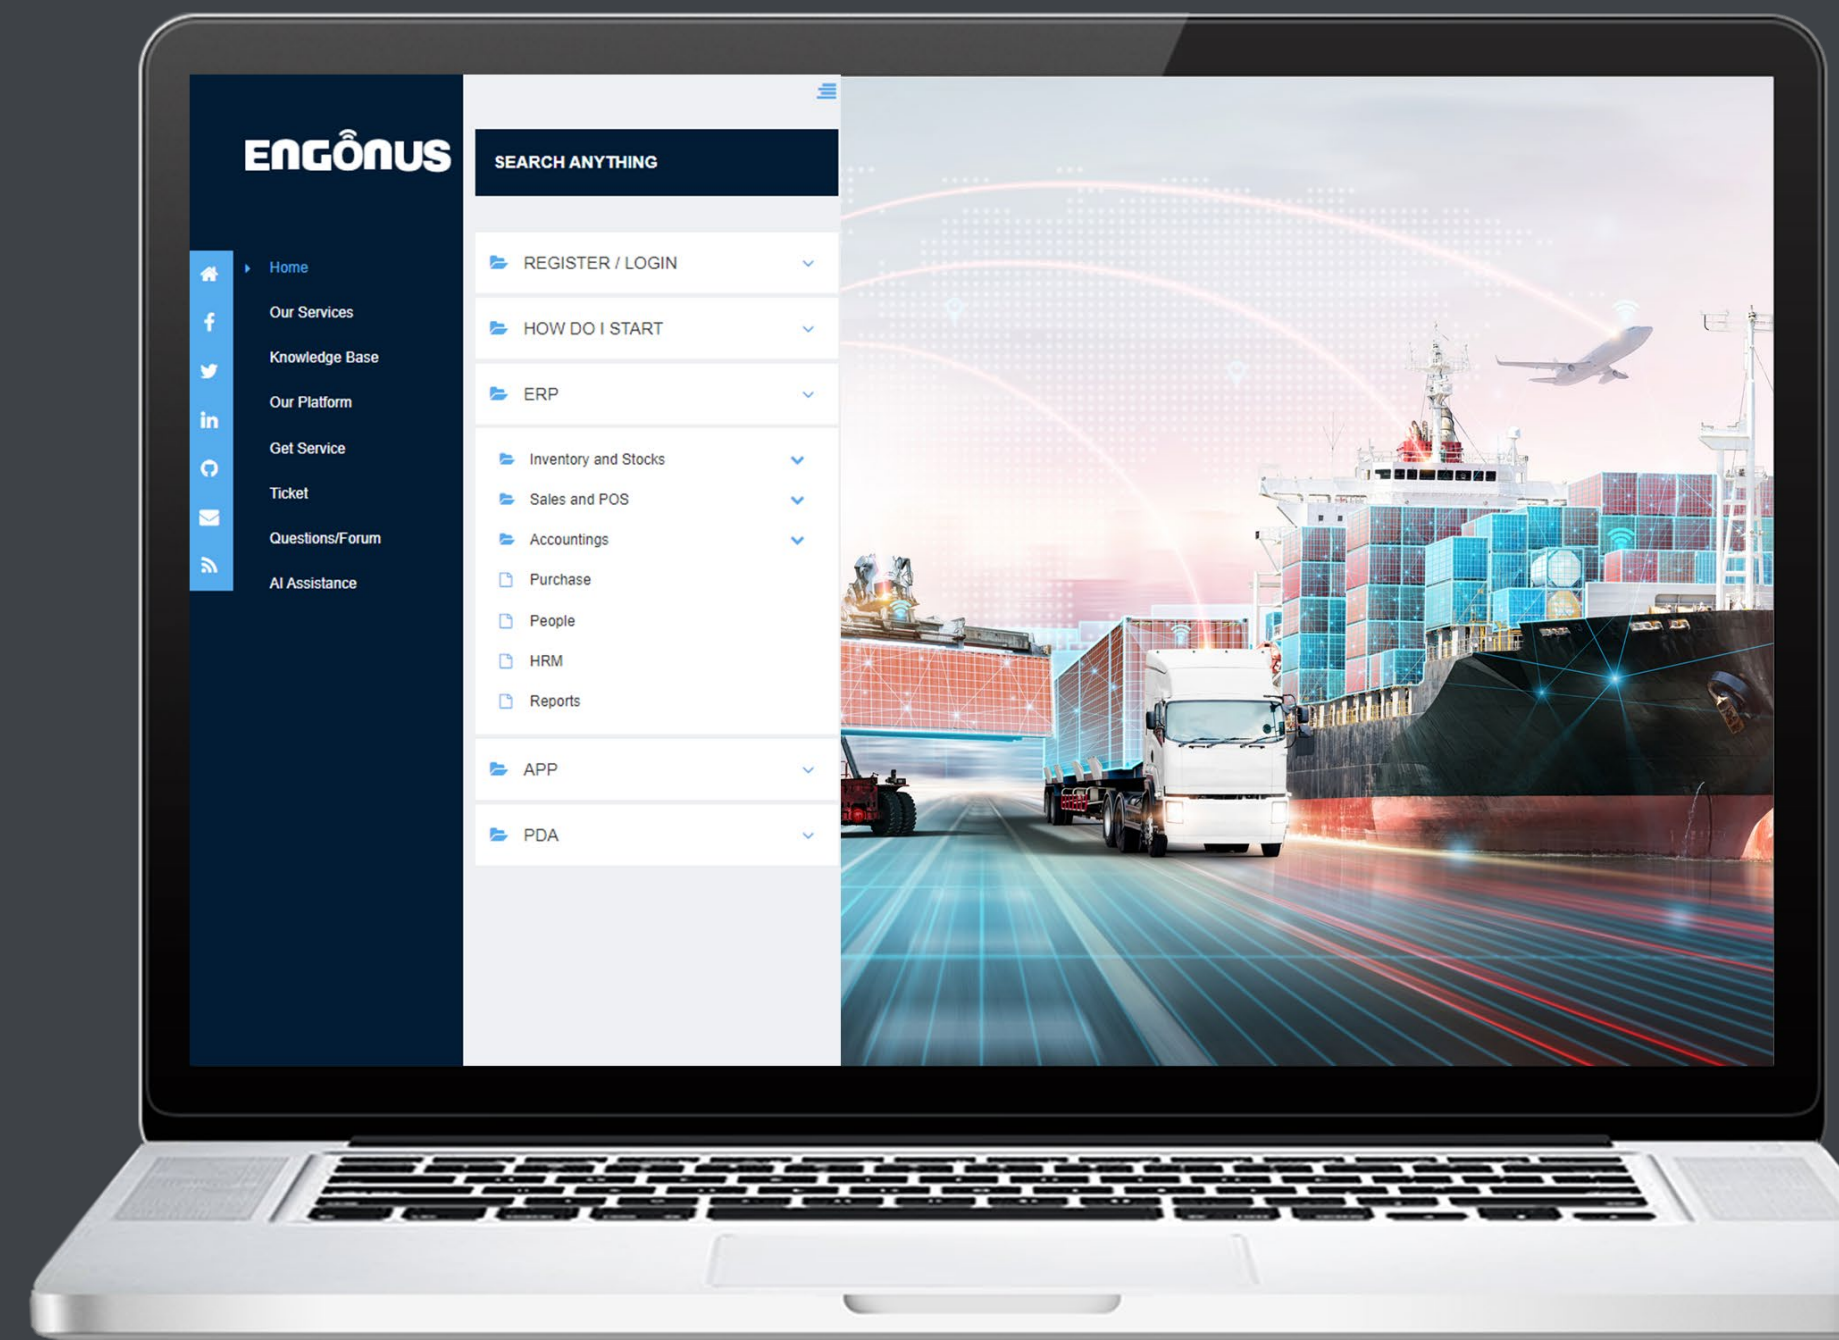 ENGÔNUS
Home
Our Services
Knowledge Base
Our Platform
Get Service
Ticket
Questions/Forum
AI Assistance
SEARCH ANYTHING
REGISTER / LOGIN
HOW DO I START
ERP
Inventory and Stocks
Sales and POS
Accountings
Purchase
People
HRM
Reports
APP
PDA